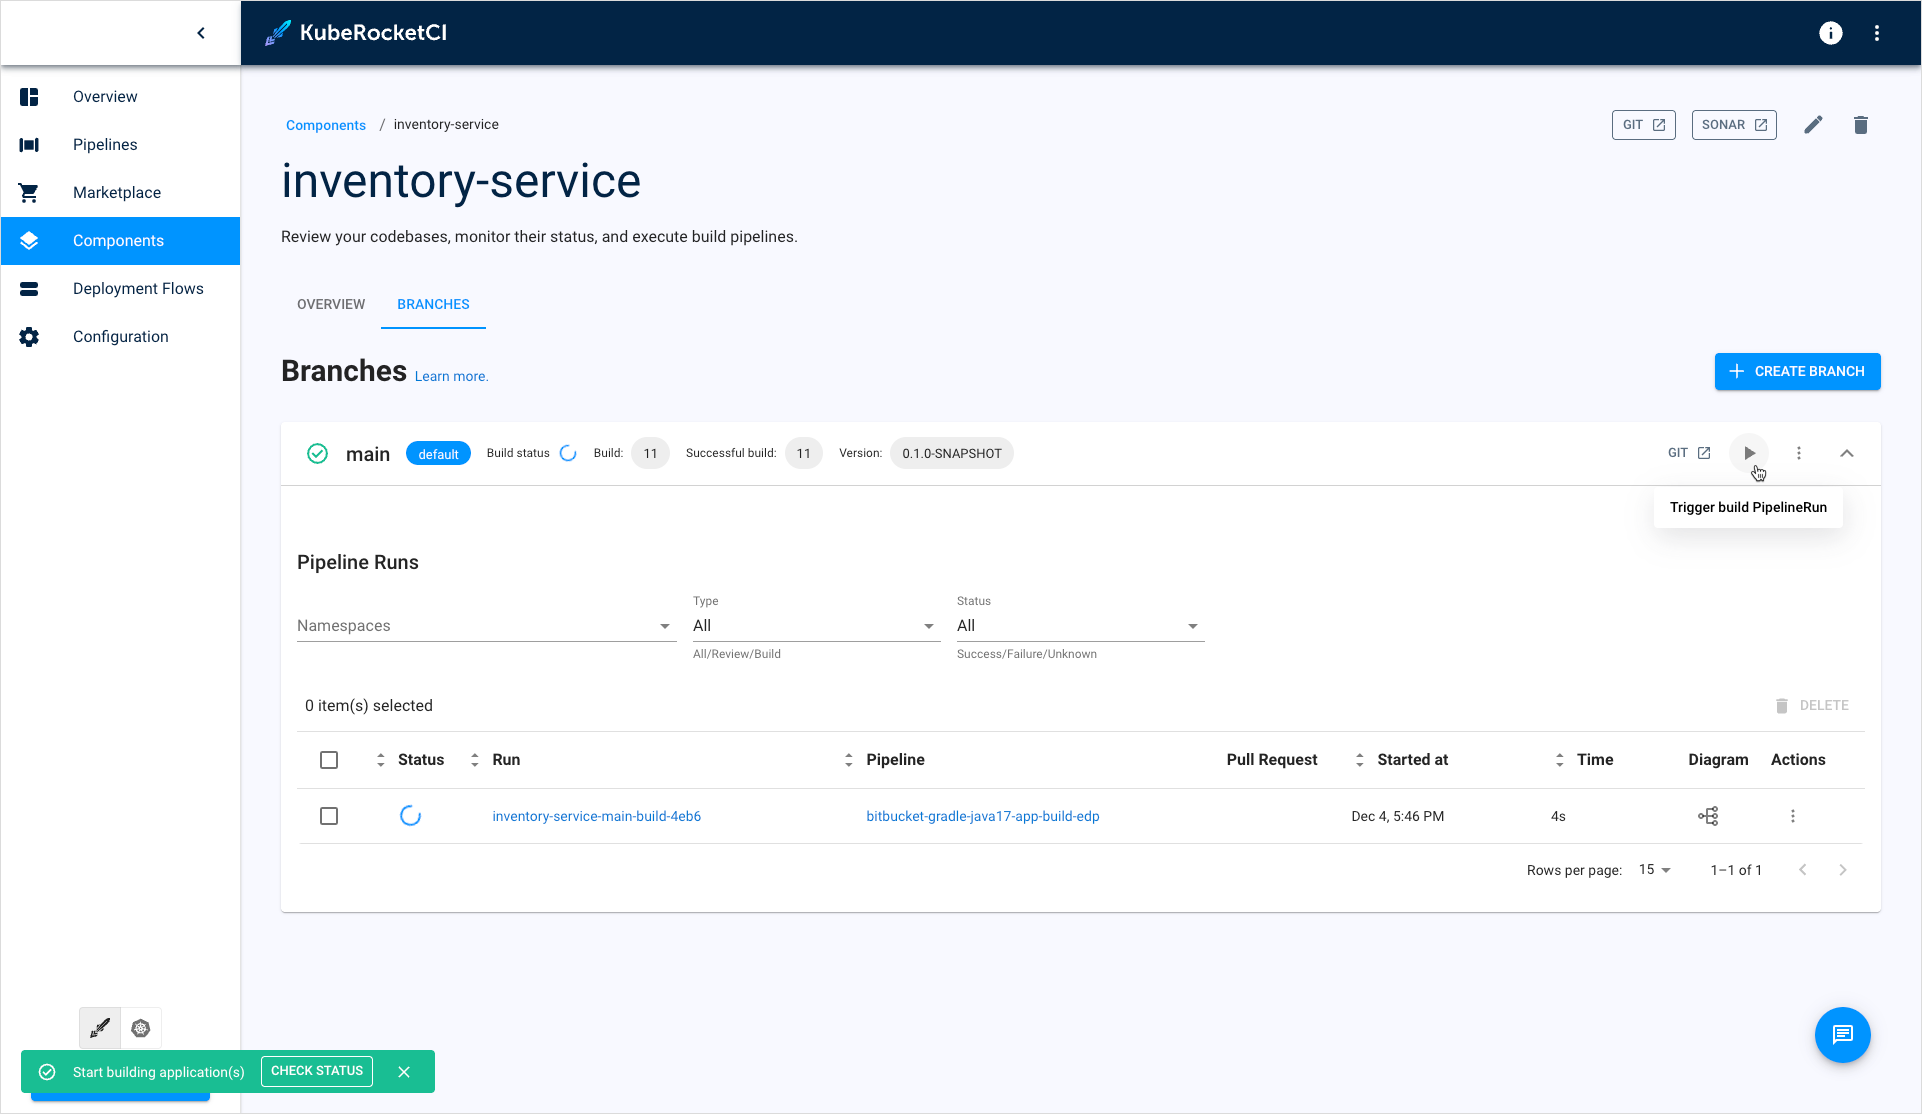 KubeRocketCI
Overview
Pipelines
Marketplace
Components
Deployment Flows
Configuration
Components / inventory-service
GIT
SONAR
inventory-service
Review your codebases, monitor their status, and execute build pipelines.
OVERVIEW
BRANCHES
Branches Learn more.
CREATE BRANCH
main default Build status Build: 11 Successful build: 11 Version: 0.1.0-SNAPSHOT GIT
Trigger build PipelineRun
Pipeline Runs
Namespaces
Type
All
All/Review/Build
Status
All
Success/Failure/Unknown
0 item(s) selected
DELETE
Status Run Pipeline Pull Request Started at Time Diagram Actions
inventory-service-main-build-4eb6 bitbucket-gradle-java17-app-build-edp Dec 4, 5:46 PM 4s
Rows per page: 15 1–1 of 1
Start building application(s) CHECK STATUS